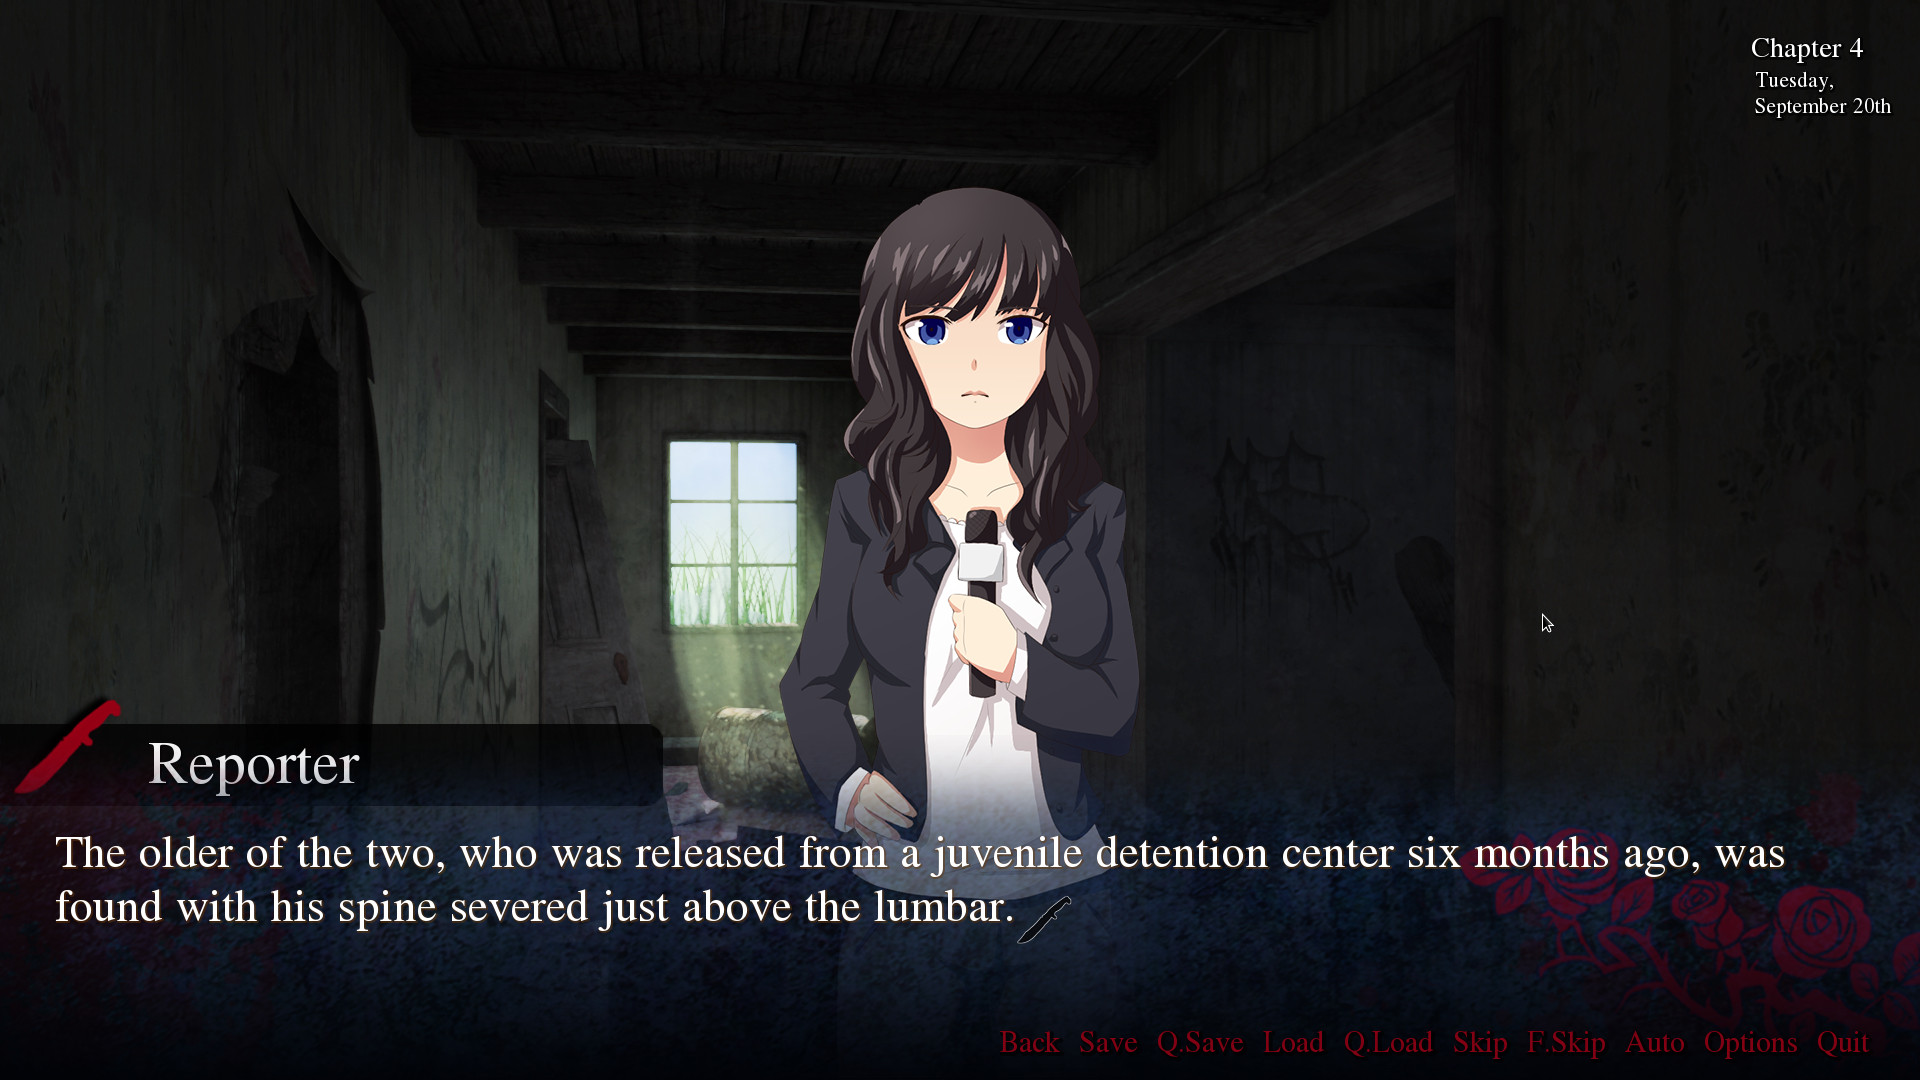 Chapter 4
Tuesday,
September 20th
Reporter
The older of the two, who was released from a juvenile detention center six months ago, was
found with his spine severed just above the lumbar.
Back Save Q.Save Load Q.Load Skip F.Skip Auto Options Quit